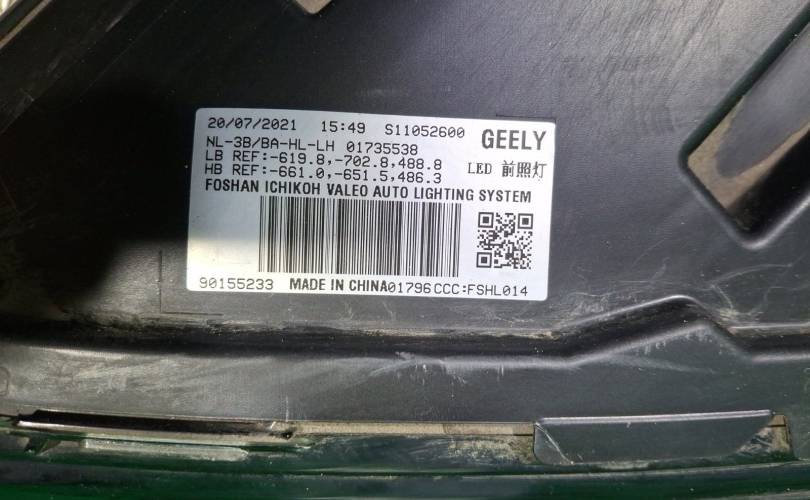 20/07/2021 15:49 S11052600 GEELY
NL-3B/BA-HL-LH 01735538
LB REF:-619.8,-702.8,488.8 LED 前照灯
HB REF:-661.0,-651.5,486.3
FOSHAN ICHIKOH VALEO AUTO LIGHTING SYSTEM
90155233 MADE IN CHINA01796 CCC:FSHL014